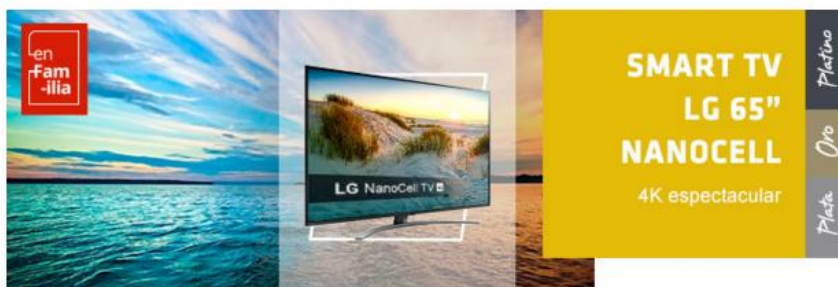 en
Fam
-ilia
LG NanoCell TV
SMART TV
LG 65”
NANOCELL
4K espectacular
Platino
Oro
Plata